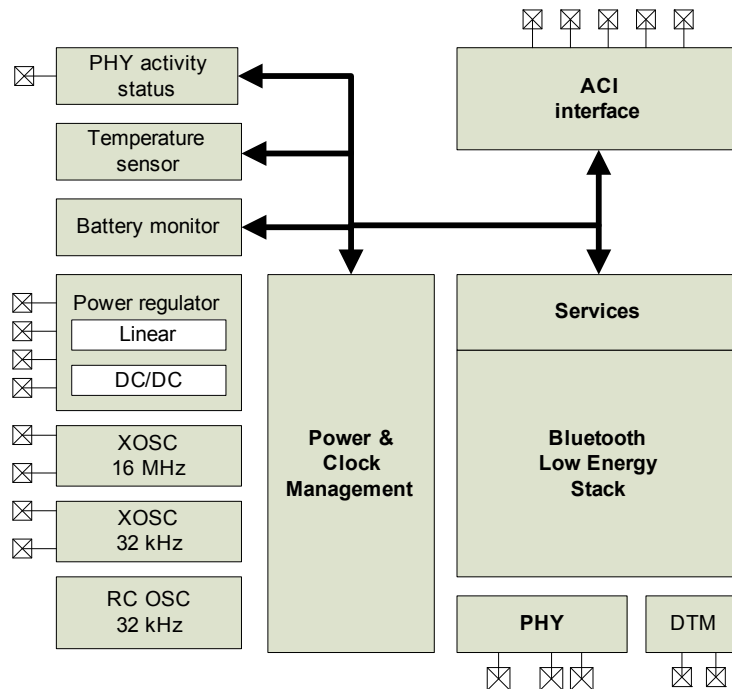 PHY activity
status
Temperature
sensor
Battery monitor
Power regulator
Linear
DC/DC
XOSC
16 MHz
XOSC
32 kHz
RC OSC
32 kHz
Power &
Clock
Management
ACI
interface
Services
Bluetooth
Low Energy
Stack
PHY
DTM